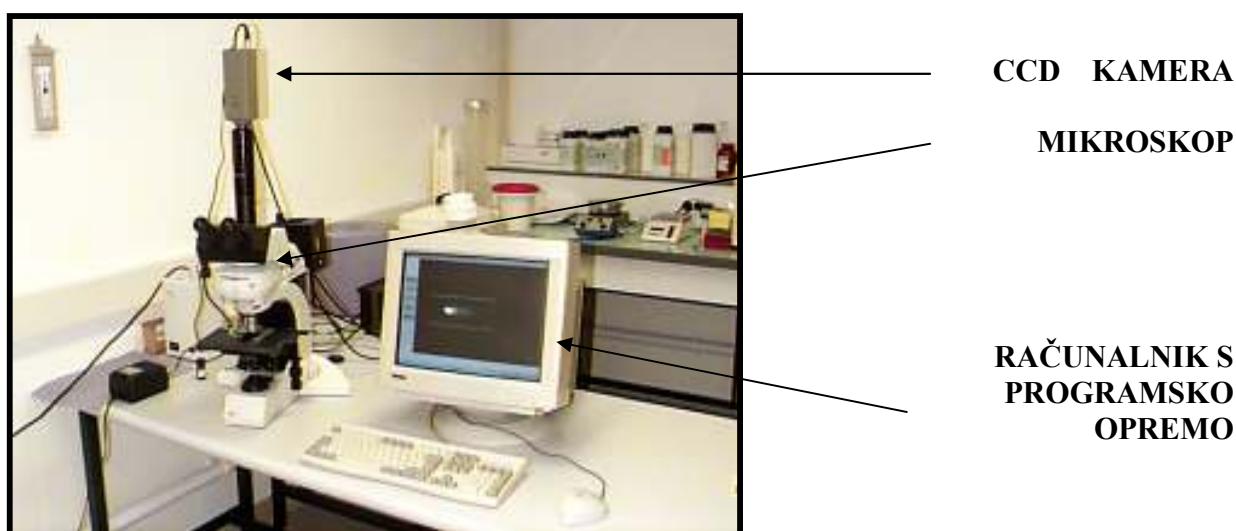 CCD KAMERA
MIKROSKOP
RAČUNALNIK S
PROGRAMSKO
OPREMO